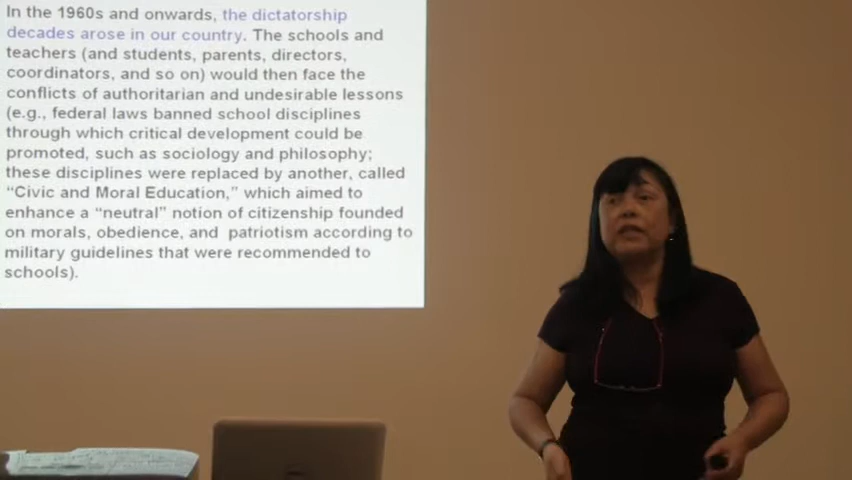 In the 1960s and onwards, the dictatorship
decades arose in our country. The schools and
teachers (and students, parents, directors,
coordinators, and so on) would then face the
conflicts of authoritarian and undesirable lessons
(e.g., federal laws banned school disciplines
through which critical development could be
promoted, such as sociology and philosophy;
these disciplines were replaced by another, called
“Civic and Moral Education,” which aimed to
enhance a “neutral” notion of citizenship founded
on morals, obedience, and patriotism according to
military guidelines that were recommended to
schools).